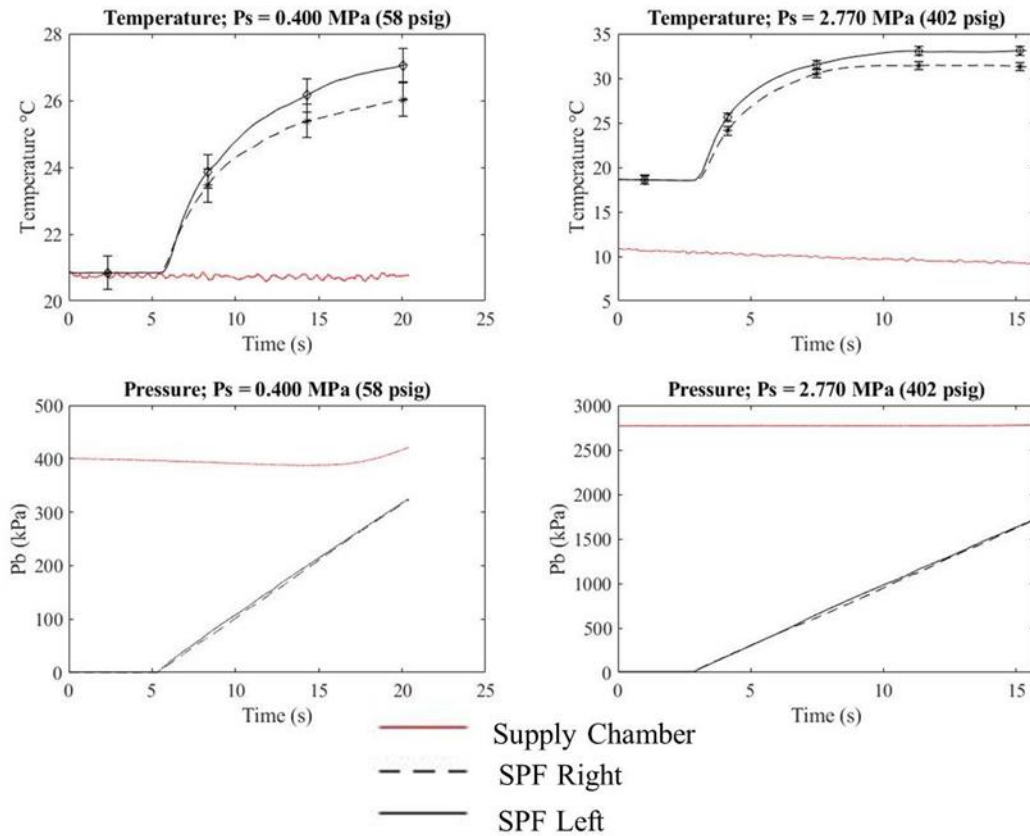 Temperature; Ps = 0.400 MPa (58 psig)
Temperature °C
28
26
24
22
20
0 5 10 15 20 25
Time (s)
Temperature; Ps = 2.770 MPa (402 psig)
Temperature °C
35
30
25
20
15
10
5
0 5 10 15
Time (s)
Pressure; Ps = 0.400 MPa (58 psig)
Pb (kPa)
500
400
300
200
100
0
0 5 10 15 20 25
Time (s)
Pressure; Ps = 2.770 MPa (402 psig)
Pb (kPa)
3000
2500
2000
1500
1000
500
0
0 5 10 15
Time (s)
Supply Chamber
SPF Right
SPF Left